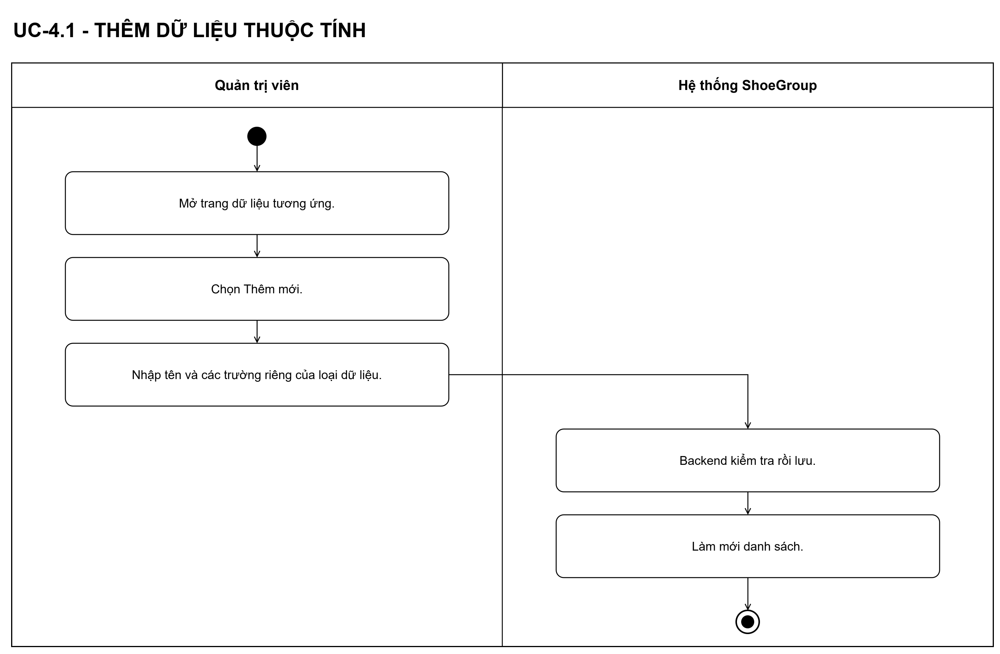 UC-4.1 - THÊM DỮ LIỆU THUỘC TÍNH
Quản trị viên
Hệ thống ShoeGroup
Mở trang dữ liệu tương ứng.
Chọn Thêm mới.
Nhập tên và các trường riêng của loại dữ liệu.
Backend kiểm tra rồi lưu.
Làm mới danh sách.